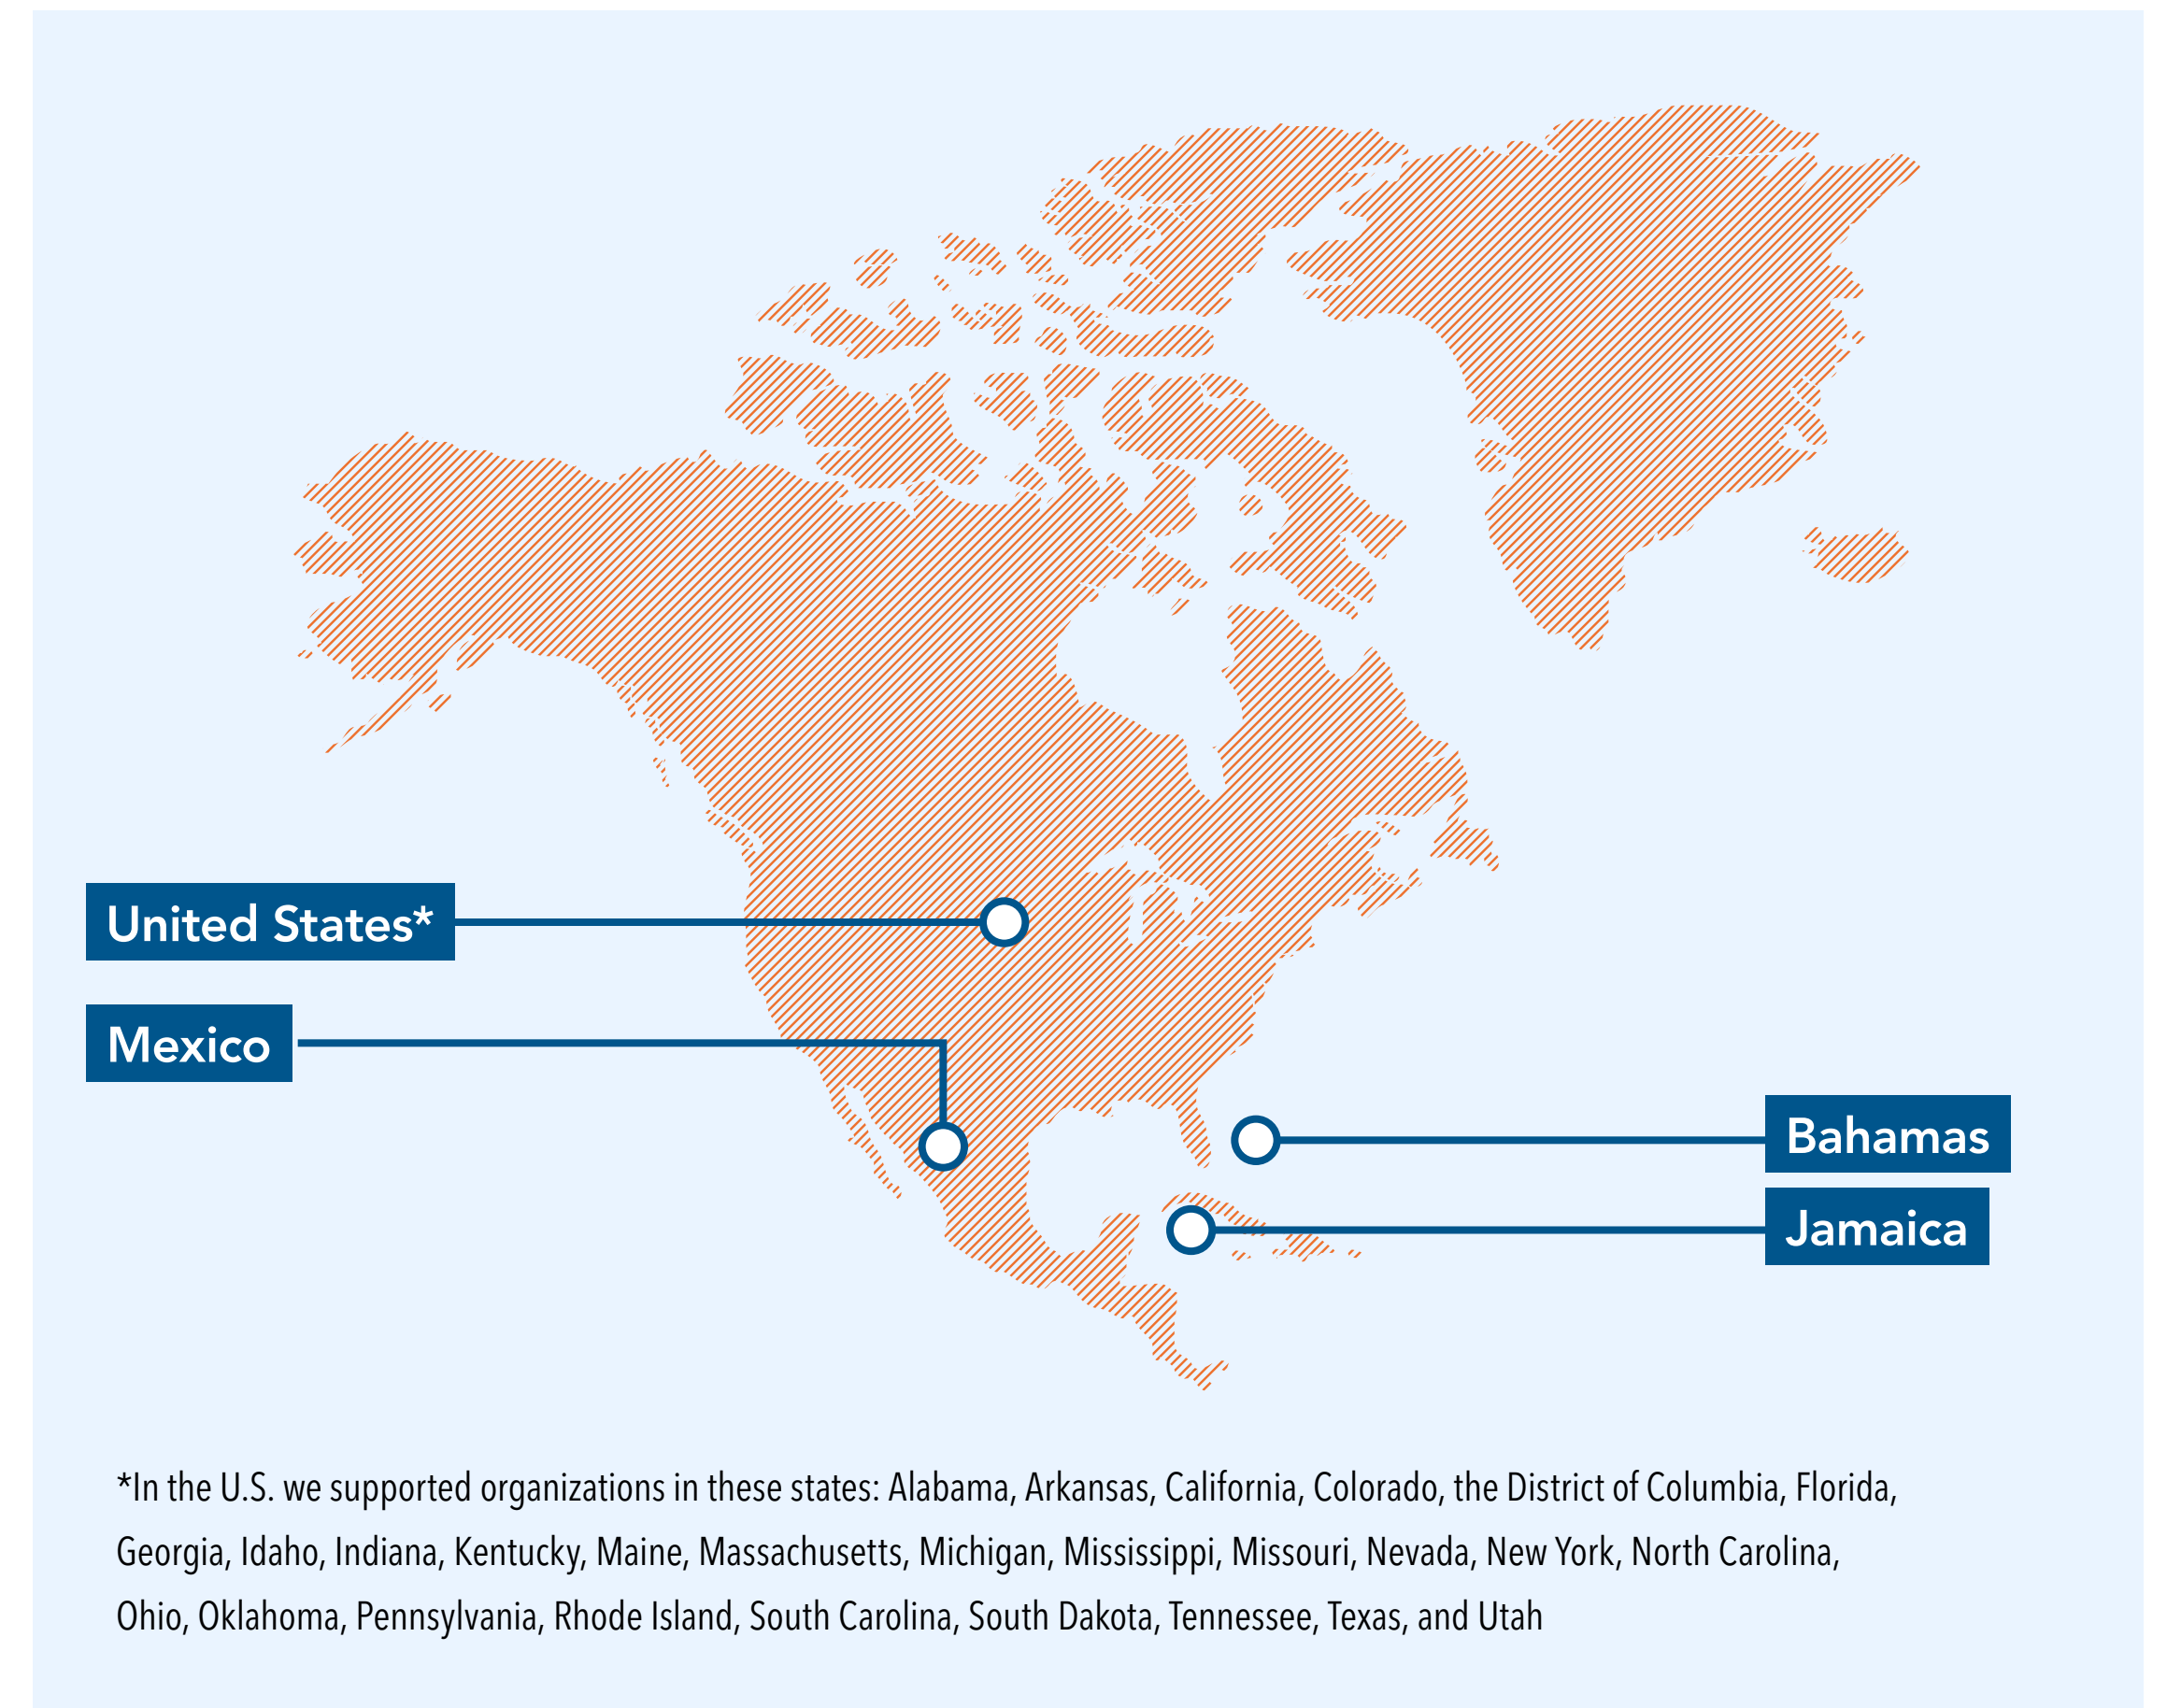 United States*
Mexico
Bahamas
Jamaica
*In the U.S. we supported organizations in these states: Alabama, Arkansas, California, Colorado, the District of Columbia, Florida,
Georgia, Idaho, Indiana, Kentucky, Maine, Massachusetts, Michigan, Mississippi, Missouri, Nevada, New York, North Carolina,
Ohio, Oklahoma, Pennsylvania, Rhode Island, South Carolina, South Dakota, Tennessee, Texas, and Utah